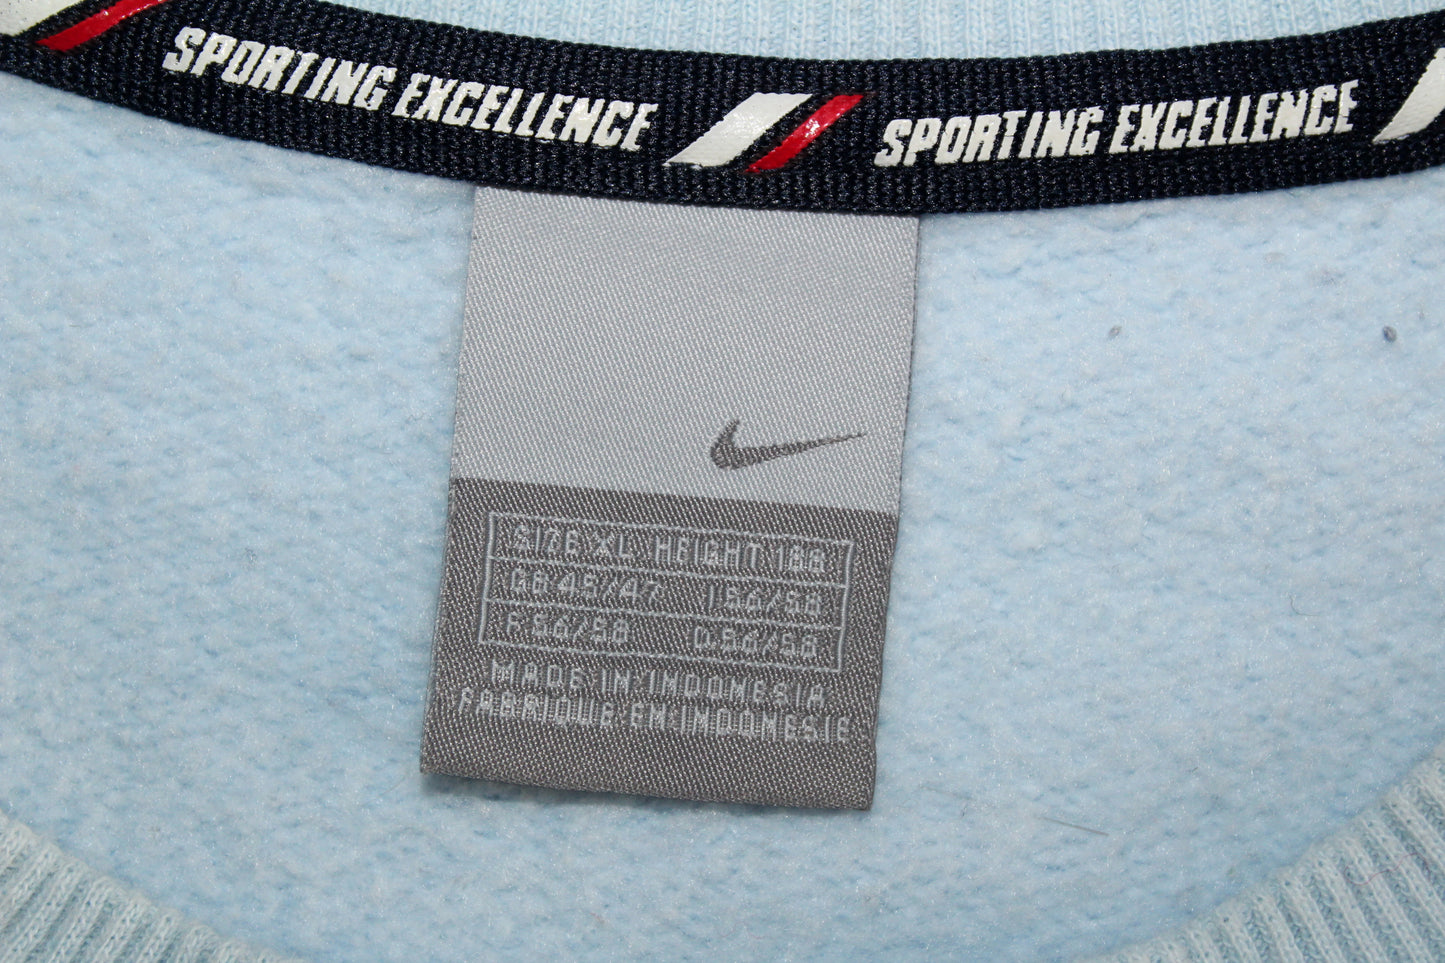 SPORTING EXCELLENCE SPORTING EXCELLENCE
SIZE XL HEIGHT 188
GB 45/47 I 56/58
F 56/58 D 56/58
MADE IN INDONESIA
FABRIQUE EN INDONESIE